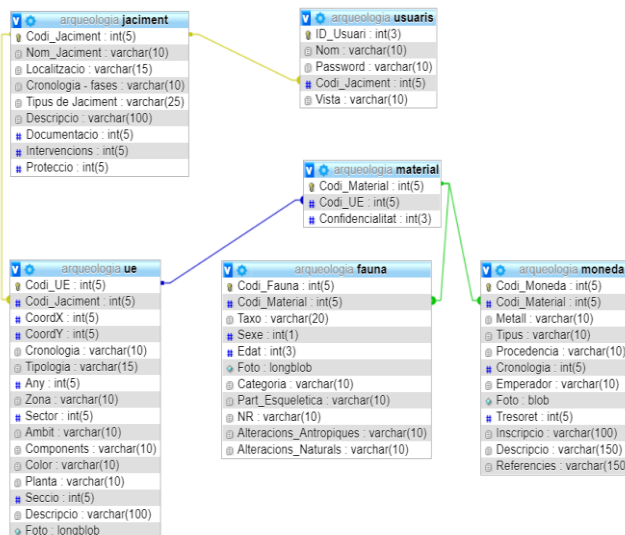 arqueologia jaciment
Codi_Jaciment : int(5)
Nom_Jaciment : varchar(10)
Localitzacio : varchar(15)
Cronologia - fases : varchar(10)
Tipus de Jaciment : varchar(25)
Descripcio : varchar(100)
Documentacio : int(5)
Intervencions : int(5)
Proteccio : int(5)
arqueologia usuaris
ID_Usuari : int(3)
Nom : varchar(10)
Password : varchar(10)
Codi_Jaciment : int(5)
Vista : varchar(10)
arqueologia material
Codi_Material : int(5)
Codi_UE : int(5)
Confidencialitat : int(3)
arqueologia ue
Codi_UE : int(5)
Codi_Jaciment : int(5)
CoordX : int(5)
CoordY : int(5)
Cronologia : varchar(10)
Tipologia : varchar(15)
Any : int(5)
Zona : varchar(10)
Sector : int(5)
Ambit : varchar(10)
Components : varchar(10)
Color : varchar(10)
Planta : varchar(10)
Seccio : int(5)
Descripcio : varchar(100)
Foto : longblob
arqueologia fauna
Codi_Fauna : int(5)
Codi_Material : int(5)
Taxo : varchar(20)
Sexe : int(1)
Edat : int(3)
Foto : longblob
Categoria : varchar(10)
Part_Esqueletica : varchar(10)
NR : varchar(10)
Alteracions_Antropiques : varchar(10)
Alteracions_Naturals : varchar(10)
arqueologia moneda
Codi_Moneda : int(5)
Codi_Material : int(5)
Metall : varchar(10)
Tipus : varchar(10)
Procedencia : varchar(10)
Cronologia : int(5)
Emperador : varchar(10)
Foto : blob
Tresoret : int(5)
Inscripcio : varchar(100)
Descripcio : varchar(150)
Referencies : varchar(150